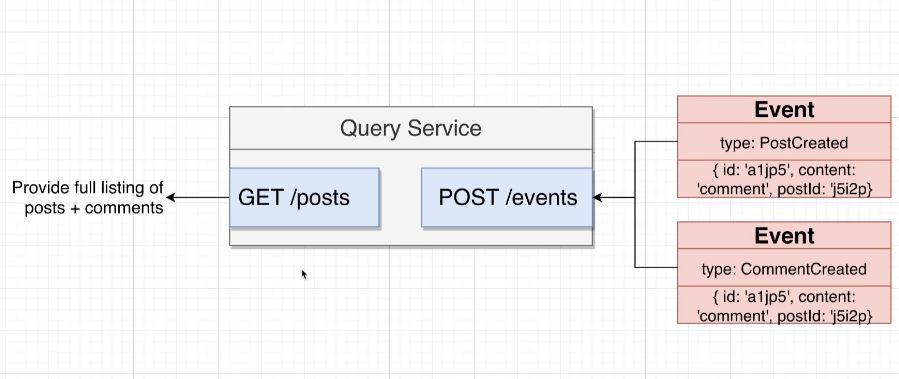 Query Service
Provide full listing of
posts + comments
GET /posts
POST /events
Event
type: PostCreated
{ id: 'a1jp5', content:
'comment', postId: 'j5i2p}
Event
type: CommentCreated
{ id: 'a1jp5', content:
'comment', postId: 'j5i2p}